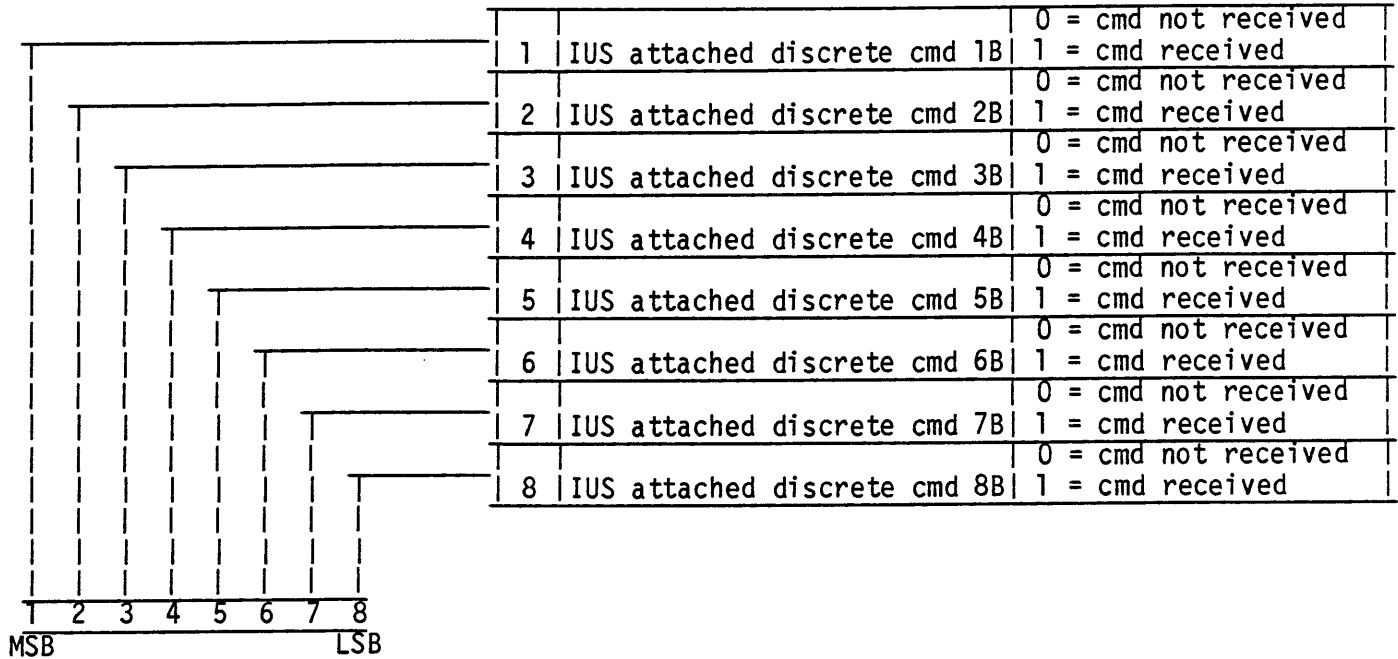 0 = cmd not received
1 IUS attached discrete cmd 1B 1 = cmd received
0 = cmd not received
2 IUS attached discrete cmd 2B 1 = cmd received
0 = cmd not received
3 IUS attached discrete cmd 3B 1 = cmd received
0 = cmd not received
4 IUS attached discrete cmd 4B 1 = cmd received
0 = cmd not received
5 IUS attached discrete cmd 5B 1 = cmd received
0 = cmd not received
6 IUS attached discrete cmd 6B 1 = cmd received
0 = cmd not received
7 IUS attached discrete cmd 7B 1 = cmd received
0 = cmd not received
8 IUS attached discrete cmd 8B 1 = cmd received
1 2 3 4 5 6 7 8
MSB LSB